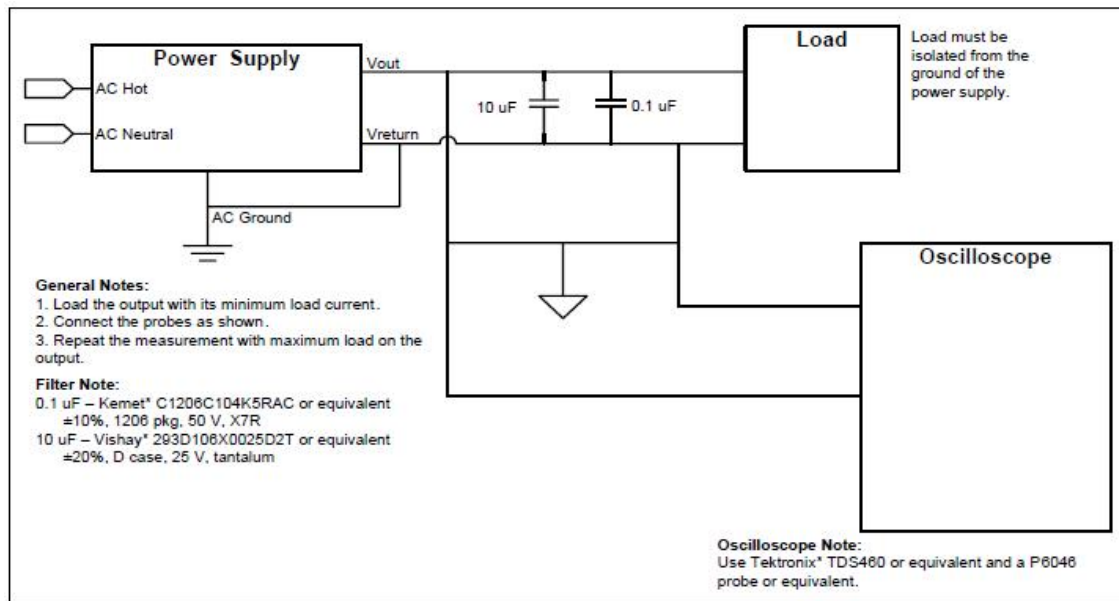 Power Supply
AC Hot
AC Neutral
Vout
Vreturn
AC Ground
10 uF
0.1 uF
Load
Load must be
isolated from the
ground of the
power supply.
Oscilloscope
General Notes:
1. Load the output with its minimum load current.
2. Connect the probes as shown.
3. Repeat the measurement with maximum load on the
output.
Filter Note:
0.1 uF – Kemet* C1206C104K5RAC or equivalent
±10%, 1206 pkg, 50 V, X7R
10 uF – Vishay* 293D106X0025D2T or equivalent
±20%, D case, 25 V, tantalum
Oscilloscope Note:
Use Tektronix* TDS460 or equivalent and a P6046
probe or equivalent.